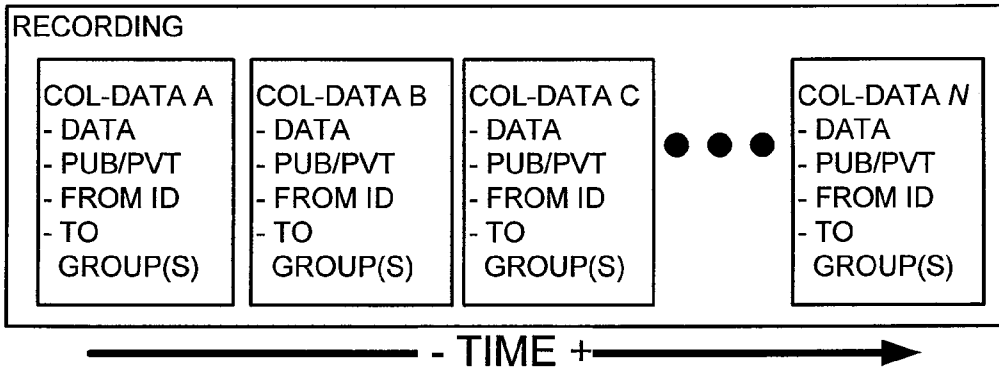 RECORDING
COL-DATA A
- DATA
- PUB/PVT
- FROM ID
- TO
GROUP(S)
COL-DATA B
- DATA
- PUB/PVT
- FROM ID
- TO
GROUP(S)
COL-DATA C
- DATA
- PUB/PVT
- FROM ID
- TO
GROUP(S)
COL-DATA N
- DATA
- PUB/PVT
- FROM ID
- TO
GROUP(S)
- TIME +